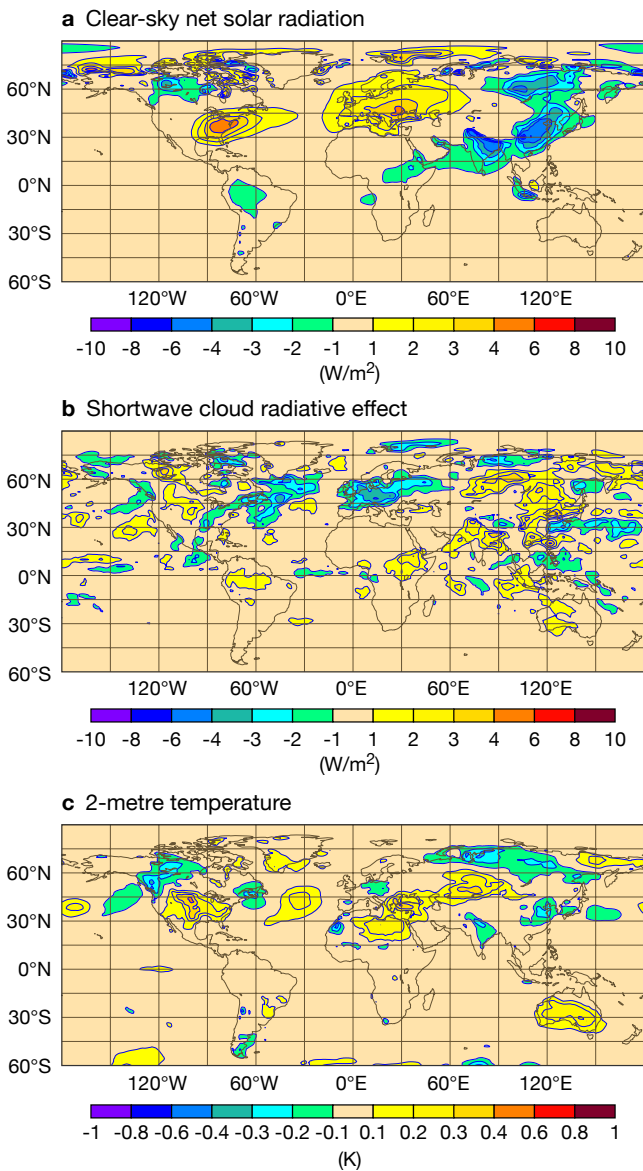 a Clear-sky net solar radiation
60°N
30°N
0°N
30°S
60°S
120°W 60°W 0°E 60°E 120°E
-10 -8 -6 -4 -3 -2 -1 1 2 3 4 6 8 10
(W/m²)
b Shortwave cloud radiative effect
60°N
30°N
0°N
30°S
60°S
120°W 60°W 0°E 60°E 120°E
-10 -8 -6 -4 -3 -2 -1 1 2 3 4 6 8 10
(W/m²)
c 2-metre temperature
60°N
30°N
0°N
30°S
60°S
120°W 60°W 0°E 60°E 120°E
-1 -0.8 -0.6 -0.4 -0.3 -0.2 -0.1 0.1 0.2 0.3 0.4 0.6 0.8 1
(K)